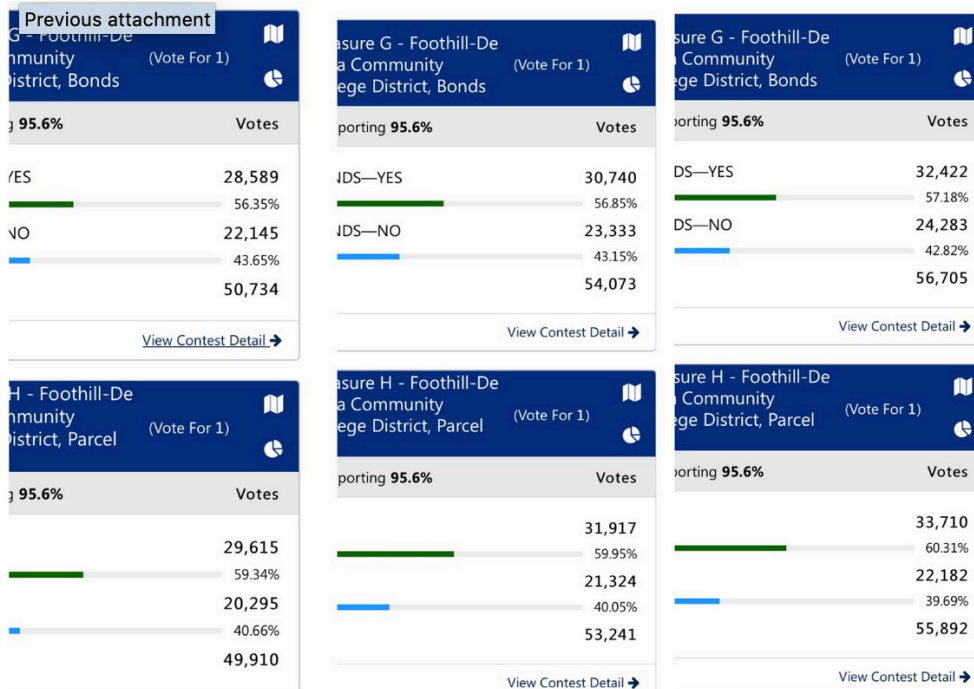 Previous attachment
G - Foothill-De
mmunity
District, Bonds
(Vote For 1)
g 95.6%
Votes
YES
28,589
56.35%
NO
22,145
43.65%
50,734
View Contest Detail
asure G - Foothill-De
a Community
ege District, Bonds
(Vote For 1)
porting 95.6%
Votes
NDS—YES
30,740
56.85%
NDS—NO
23,333
43.15%
54,073
View Contest Detail
sure G - Foothill-De
Community
ege District, Bonds
(Vote For 1)
porting 95.6%
Votes
DS—YES
32,422
57.18%
DS—NO
24,283
42.82%
56,705
View Contest Detail
H - Foothill-De
mmunity
District, Parcel
(Vote For 1)
g 95.6%
Votes
29,615
59.34%
20,295
40.66%
49,910
asure H - Foothill-De
a Community
ege District, Parcel
(Vote For 1)
porting 95.6%
Votes
31,917
59.95%
21,324
40.05%
53,241
View Contest Detail
sure H - Foothill-De
Community
ege District, Parcel
(Vote For 1)
porting 95.6%
Votes
33,710
60.31%
22,182
39.69%
55,892
View Contest Detail